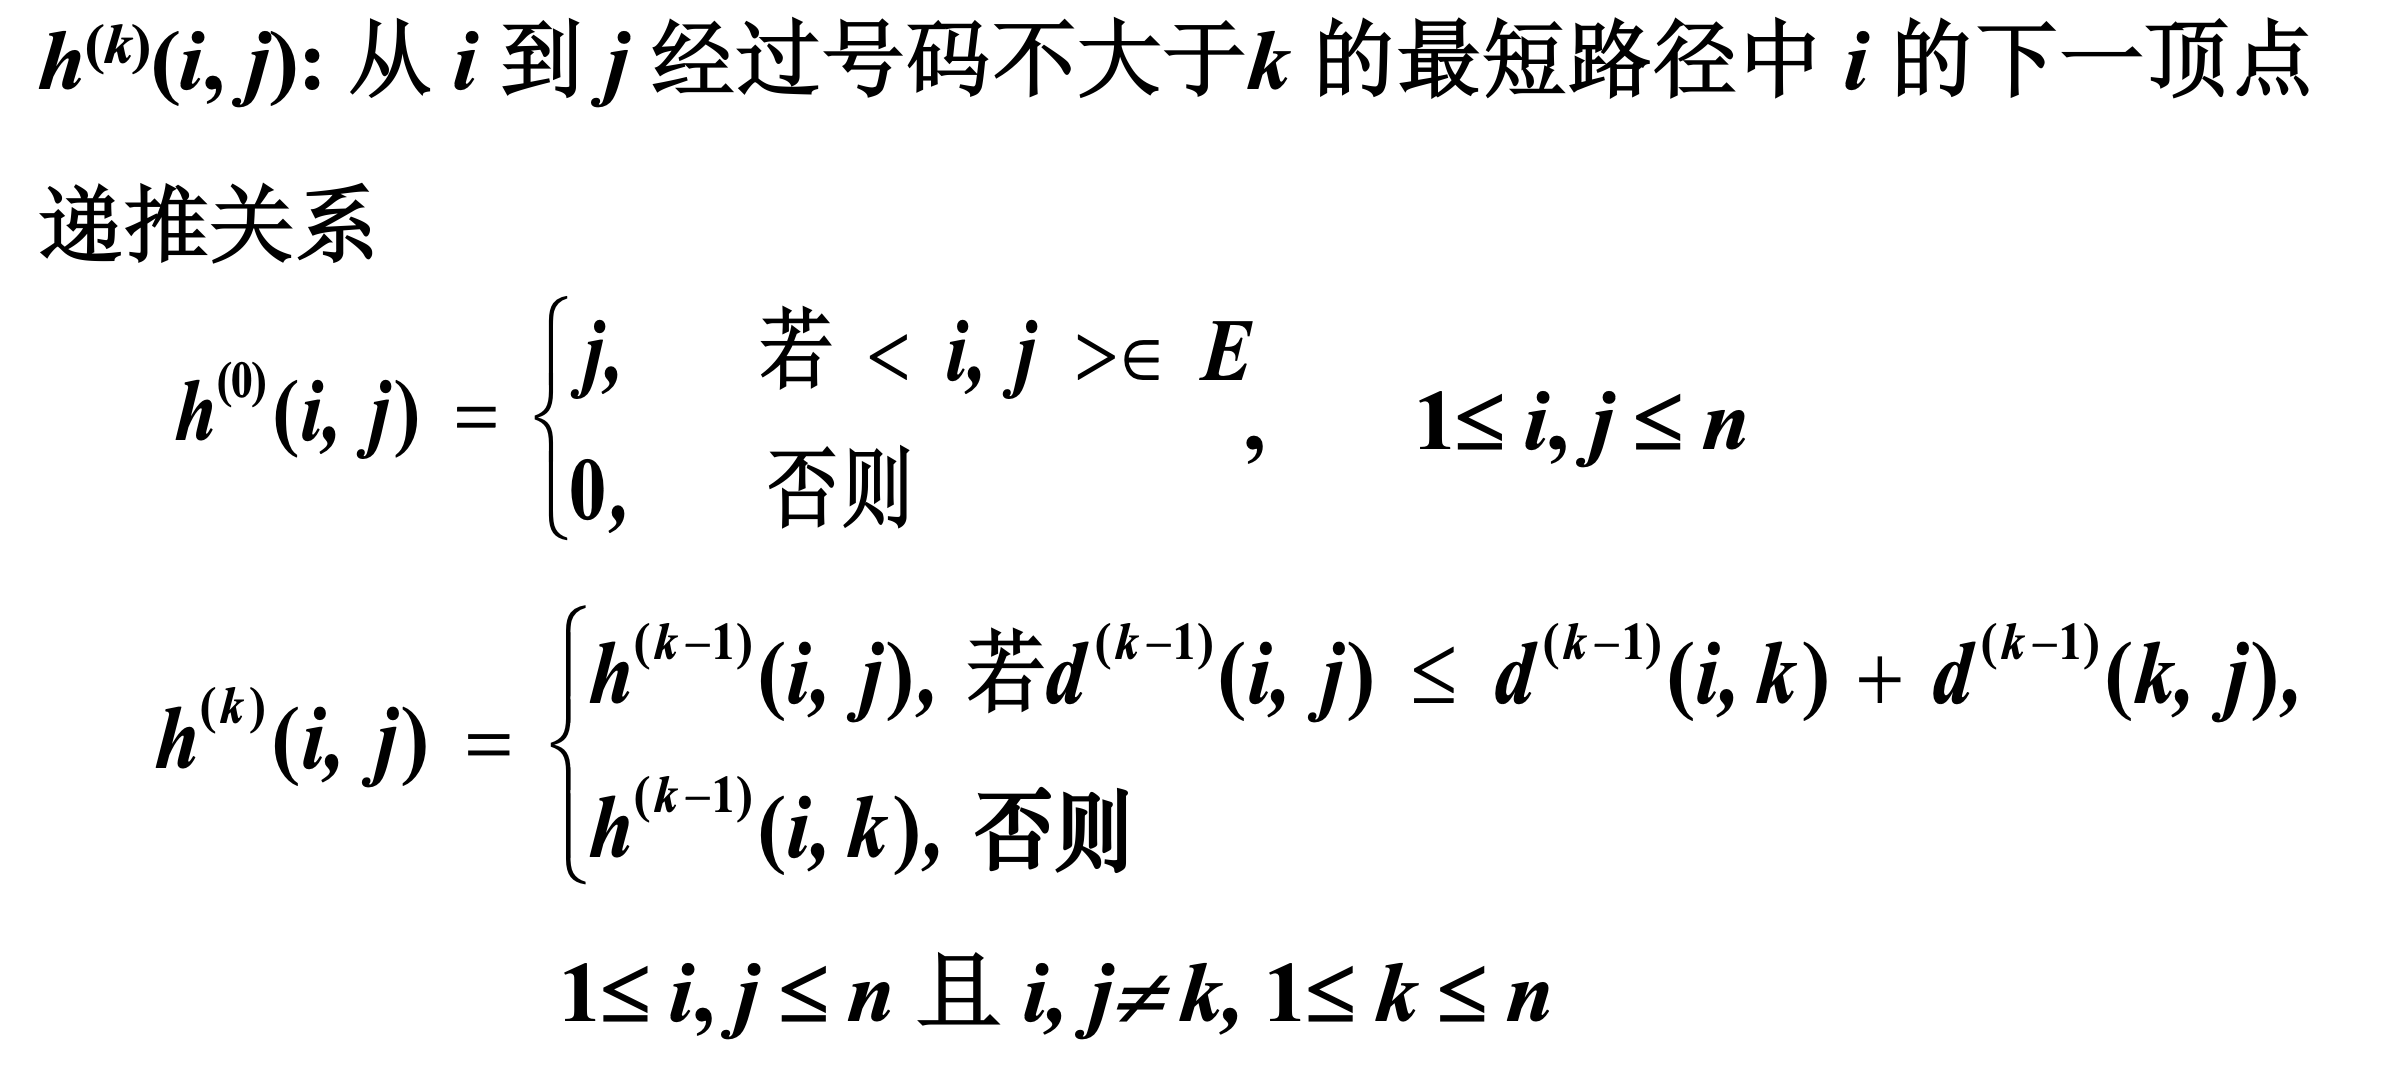 h⁽ᵏ⁾(i, j): 从 i 到 j 经过号码不大于k 的最短路径中 i 的下一顶点
递推关系
h⁽⁰⁾(i, j) = { j, 若 < i, j >∈ E
0, 否则 , 1≤ i, j ≤ n
h⁽ᵏ⁾(i, j) = { h⁽ᵏ⁻¹⁾(i, j), 若d⁽ᵏ⁻¹⁾(i, j) ≤ d⁽ᵏ⁻¹⁾(i, k) + d⁽ᵏ⁻¹⁾(k, j),
h⁽ᵏ⁻¹⁾(i, k), 否则
1≤ i, j ≤ n 且 i, j≠k, 1≤ k ≤ n